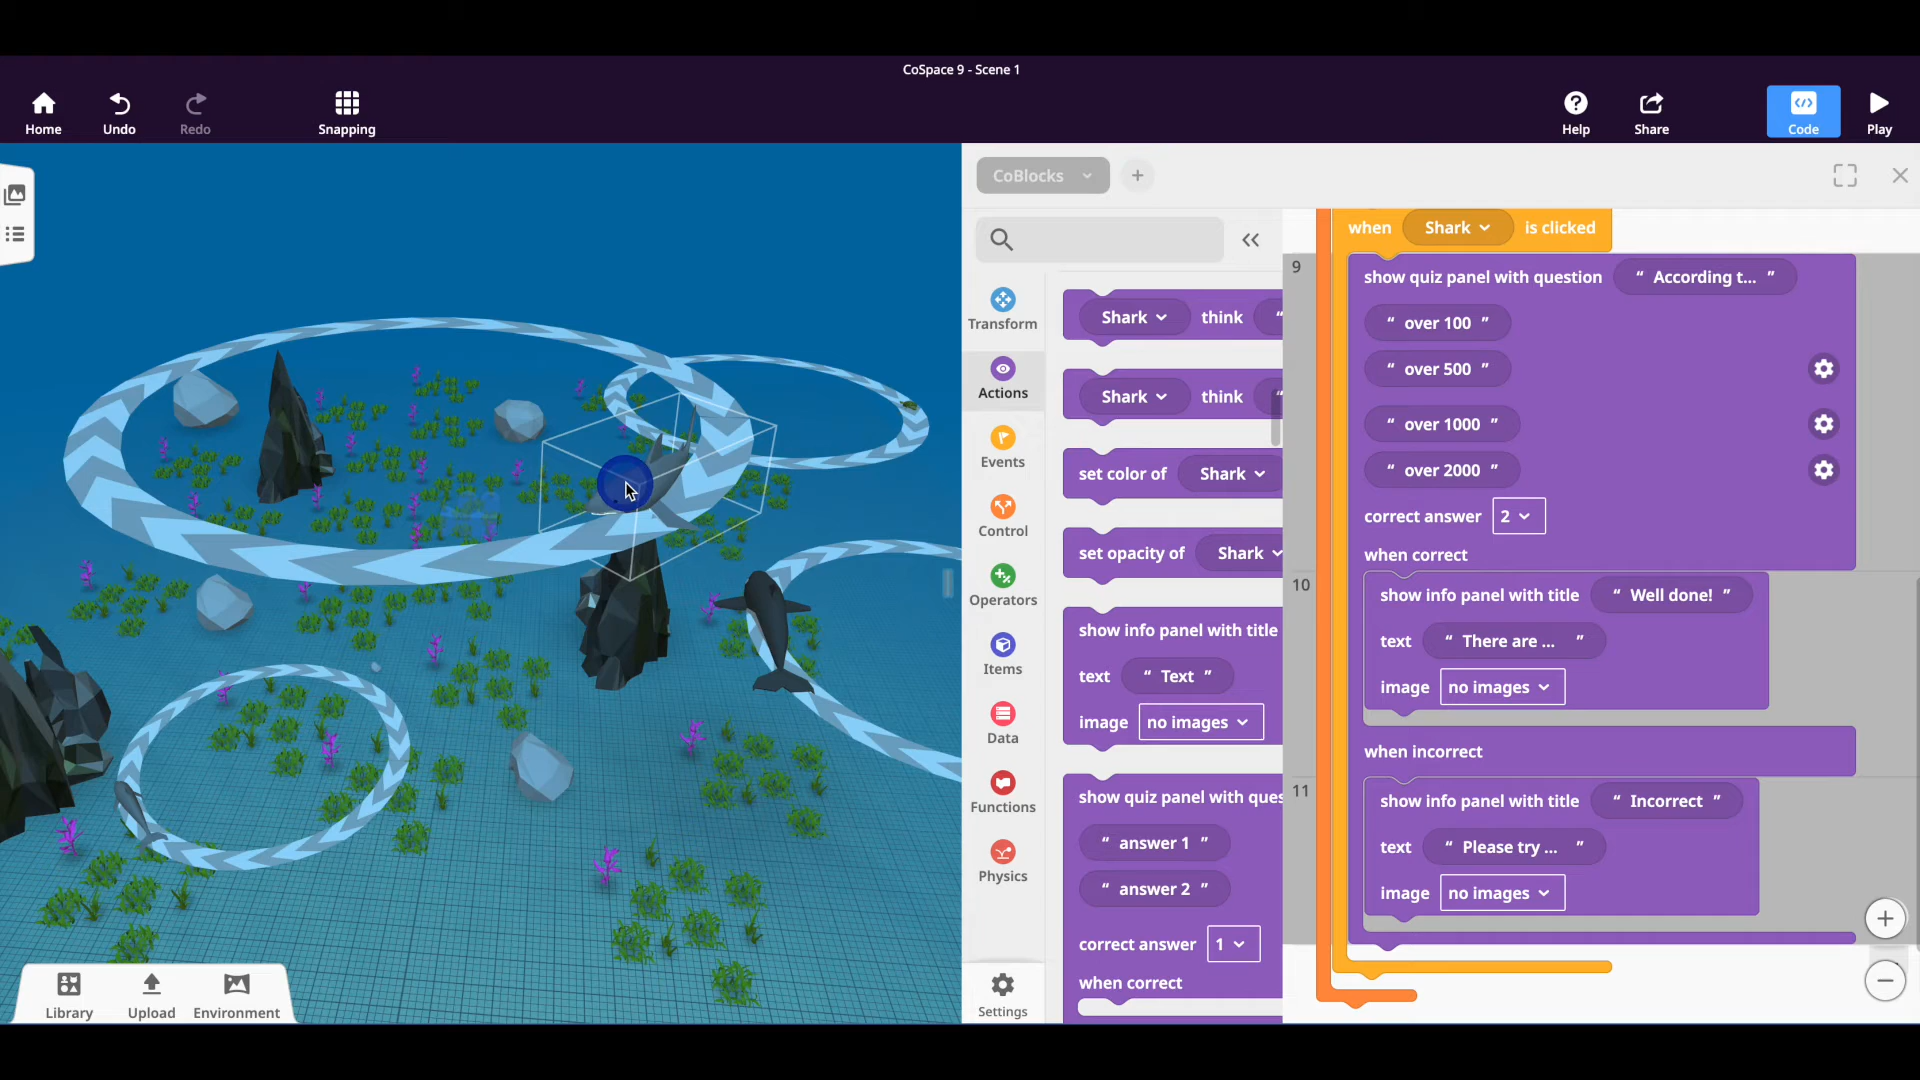 CoSpace 9 - Scene 1
Home
Undo
Redo
Snapping
Help
Share
Code
Play
CoBlocks
Transform
Actions
Events
Control
Operators
Items
Data
Functions
Physics
Settings
Shark think “
Shark think “
set color of Shark
set opacity of Shark
show info panel with title
text “ Text ”
image no images
show quiz panel with ques
“ answer 1 ”
“ answer 2 ”
correct answer 1
when correct
when Shark is clicked
9
show quiz panel with question “ According t... ”
“ over 100 ”
“ over 500 ”
“ over 1000 ”
“ over 2000 ”
correct answer 2
when correct
10
show info panel with title “ Well done! ”
text “ There are ... ”
image no images
when incorrect
11
show info panel with title “ Incorrect ”
text “ Please try ... ”
image no images
Library
Upload
Environment